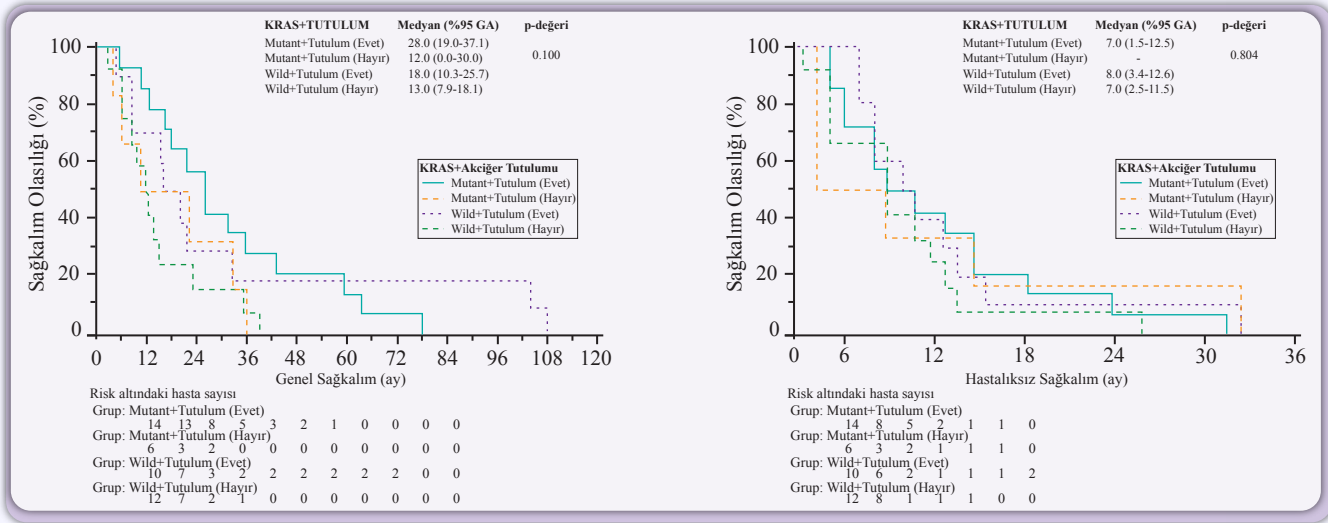 KRAS+TUTULUM Medyan (%95 GA) p-değeri
Mutant+Tutulum (Evet) 28.0 (19.0-37.1)
Mutant+Tutulum (Hayır) 12.0 (0.0-30.0) 0.100
Wild+Tutulum (Evet) 18.0 (10.3-25.7)
Wild+Tutulum (Hayır) 13.0 (7.9-18.1)
100
80
60
40
20
0
Sağkalım Olasılığı (%)
KRAS+Akciğer Tutulumu
Mutant+Tutulum (Evet)
Mutant+Tutulum (Hayır)
Wild+Tutulum (Evet)
Wild+Tutulum (Hayır)
0 12 24 36 48 60 72 84 96 108 120
Genel Sağkalım (ay)
Risk altındaki hasta sayısı
Grup: Mutant+Tutulum (Evet)
14 13 8 5 3 2 1 0 0 0 0
Grup: Mutant+Tutulum (Hayır)
6 3 2 0 0 0 0 0 0 0 0
Grup: Wild+Tutulum (Evet)
10 7 3 2 2 2 2 2 2 0 0
Grup: Wild+Tutulum (Hayır)
12 7 2 1 0 0 0 0 0 0 0
KRAS+TUTULUM Medyan (%95 GA) p-değeri
Mutant+Tutulum (Evet) 7.0 (1.5-12.5)
Mutant+Tutulum (Hayır) - 0.804
Wild+Tutulum (Evet) 8.0 (3.4-12.6)
Wild+Tutulum (Hayır) 7.0 (2.5-11.5)
100
80
60
40
20
0
Sağkalım Olasılığı (%)
KRAS+Akciğer Tutulumu
Mutant+Tutulum (Evet)
Mutant+Tutulum (Hayır)
Wild+Tutulum (Evet)
Wild+Tutulum (Hayır)
0 6 12 18 24 30 36
Hastalıksız Sağkalım (ay)
Risk altındaki hasta sayısı
Grup: Mutant+Tutulum (Evet)
14 8 5 2 1 1 0
Grup: Mutant+Tutulum (Hayır)
6 3 2 1 1 1 0
Grup: Wild+Tutulum (Evet)
10 6 2 1 1 1 2
Grup: Wild+Tutulum (Hayır)
12 8 1 1 1 0 0